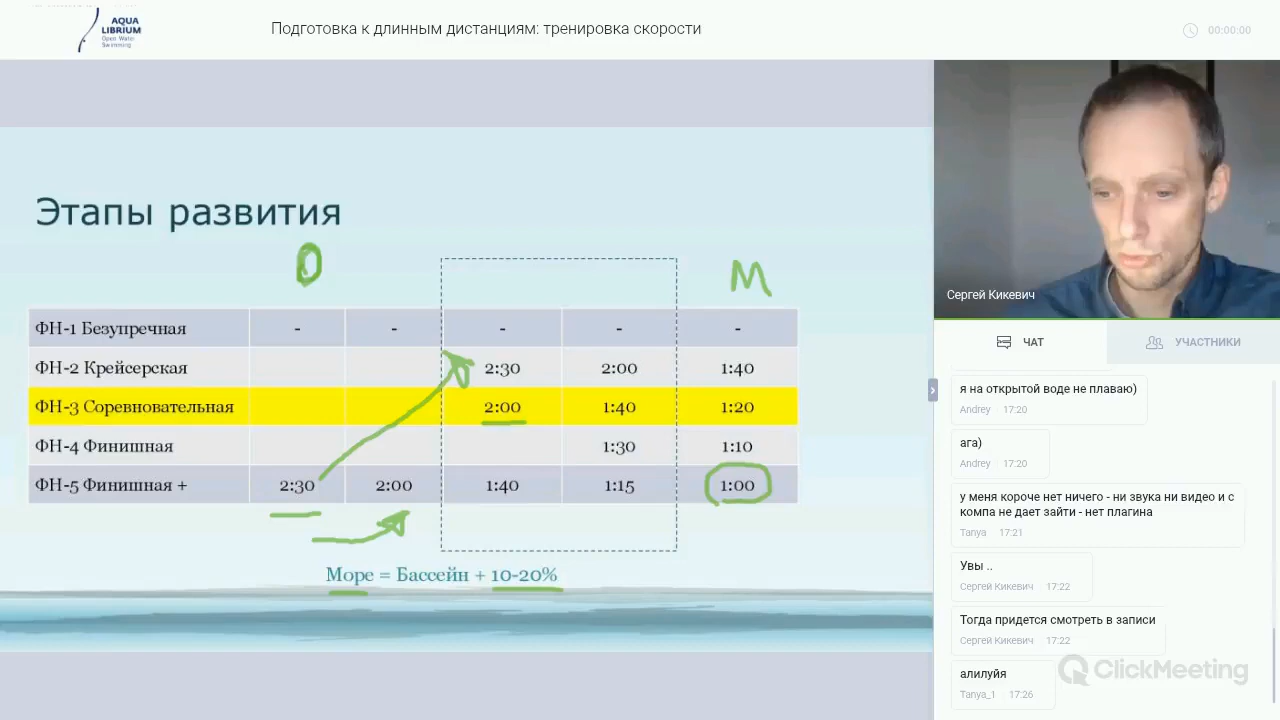 AQUA
LIBRIUM
Open Water
Swimming
Подготовка к длинным дистанциям: тренировка скорости
00:00:00
Этапы развития
О
М
ФН-1 Безупречная - - - - -
ФН-2 Крейсерская 2:30 2:00 1:40
ФН-3 Соревновательная 2:00 1:40 1:20
ФН-4 Финишная 1:30 1:10
ФН-5 Финишная + 2:30 2:00 1:40 1:15 1:00
Море = Бассейн + 10-20%
Сергей Кикевич
ЧАТ
УЧАСТНИКИ
я на открытой воде не плаваю)
Andrey 17:20
ага)
Andrey 17:20
у меня короче нет ничего - ни звука ни видео и с
компа не дает зайти - нет плагина
Tanya 17:21
Увы ..
Сергей Кикевич 17:22
Тогда придется смотреть в записи
Сергей Кикевич 17:22
алилуйя
Tanya_1 17:26
ClickMeeting